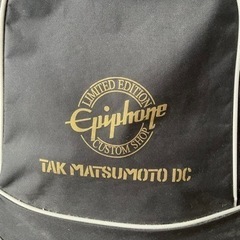 LIMITED EDITION
Epiphone
CUSTOM SHOP
TAK MATSUMOTO DC